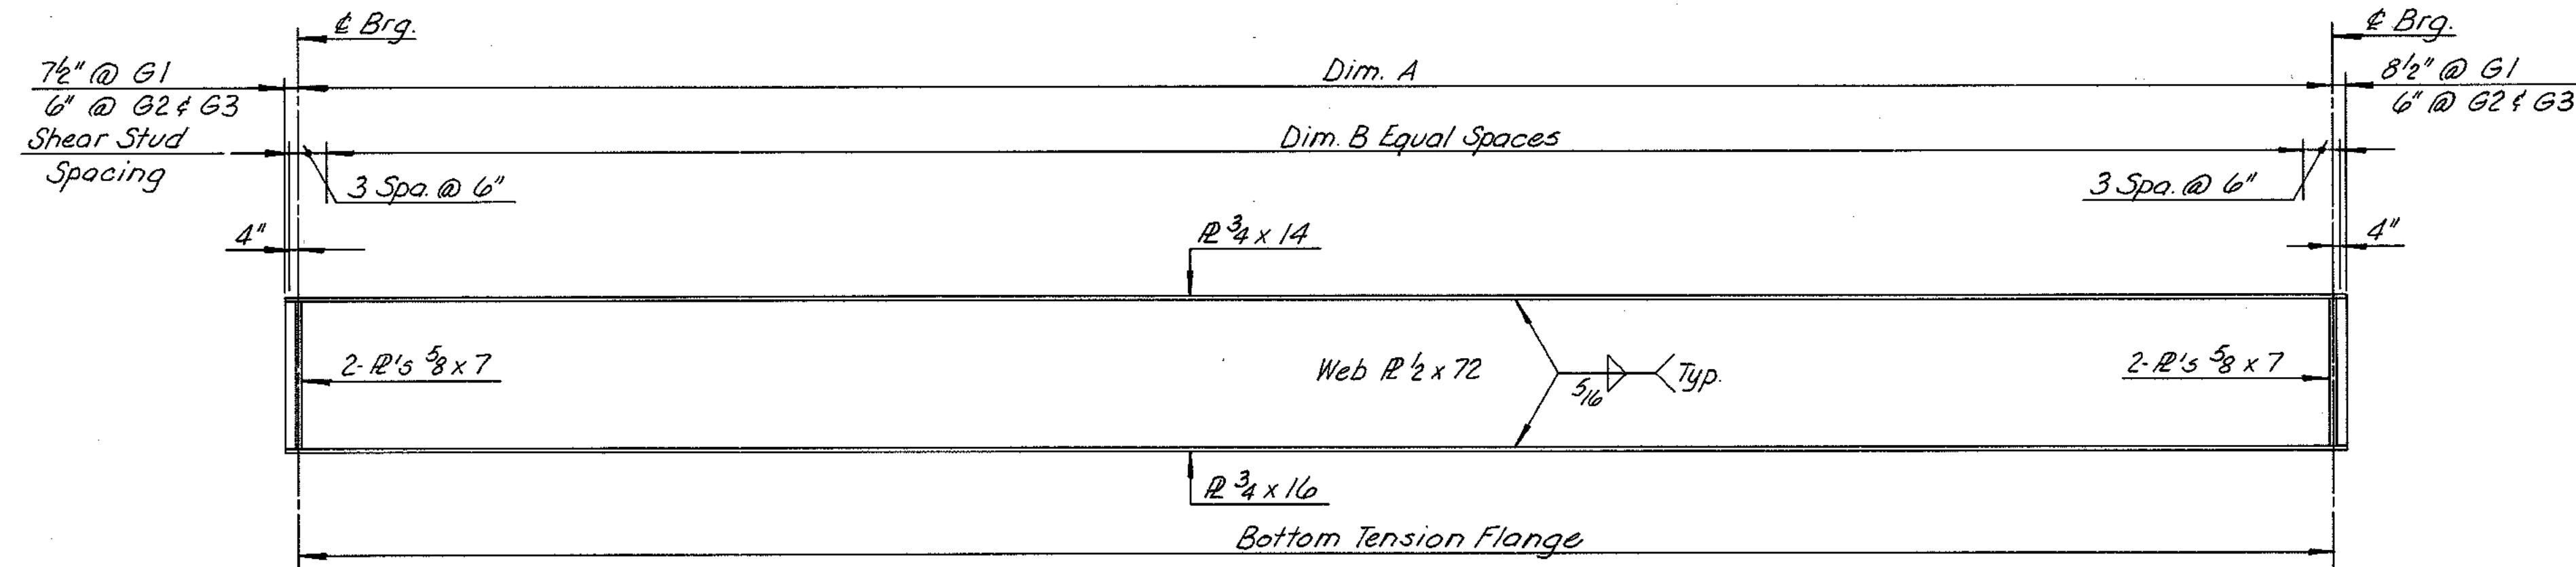 ℄ Brg.
℄ Brg.
7½" @ G1
6" @ G2 & G3
Dim. A
8½" @ G1
6" @ G2 & G3
Shear Stud
Spacing
Dim. B Equal Spaces
3 Spa. @ 6"
3 Spa. @ 6"
4"
4"
℄ ¾ x 14
2-℄'s ⅝ x 7
Web ℄ ½ x 72
5/16
Typ.
2-℄'s ⅝ x 7
℄ ¾ x 16
Bottom Tension Flange